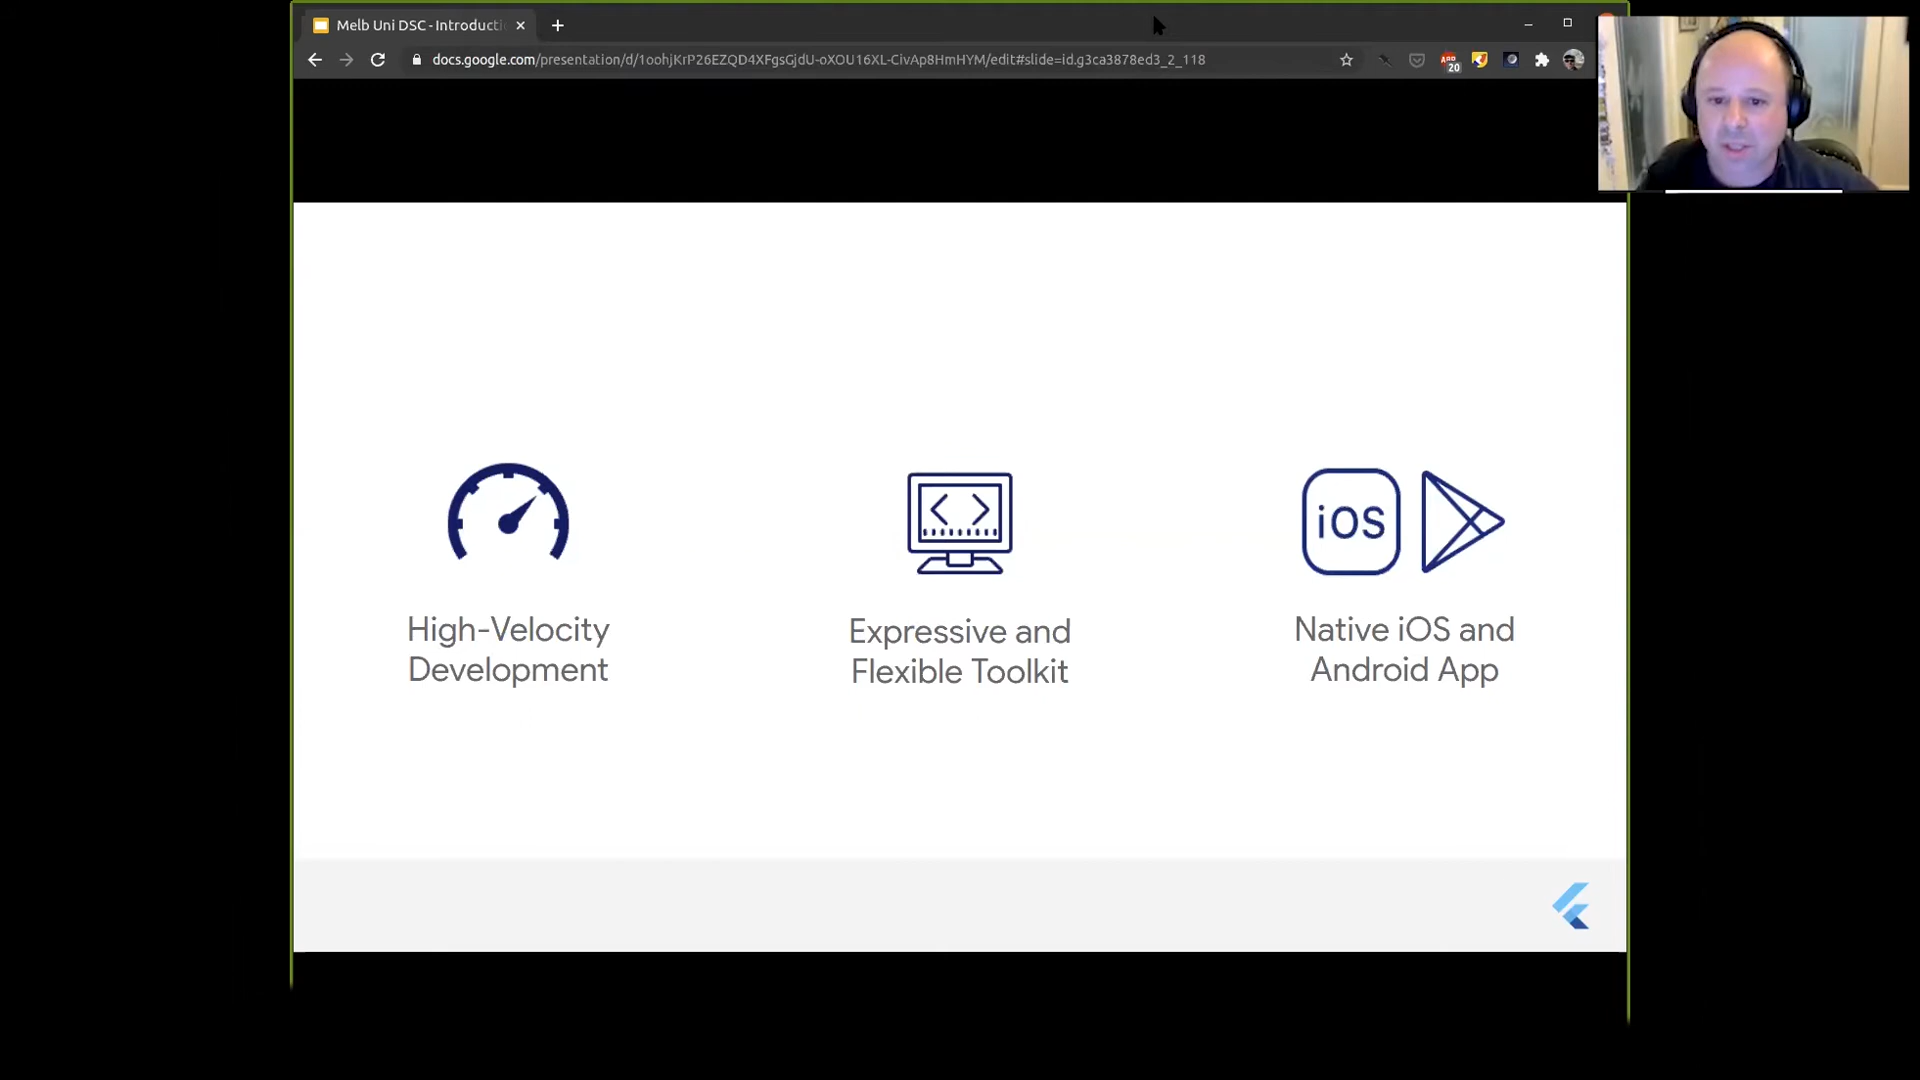 Melb Uni DSC - Introducti
docs.google.com/presentation/d/1oohjKrP26EZQD4XFgsGjdU-oXOU16XL-CivAp8HmHYM/edit#slide=id.g3ca3878ed3_2_118
20
iOS
High-Velocity
Development
Expressive and
Flexible Toolkit
Native iOS and
Android App